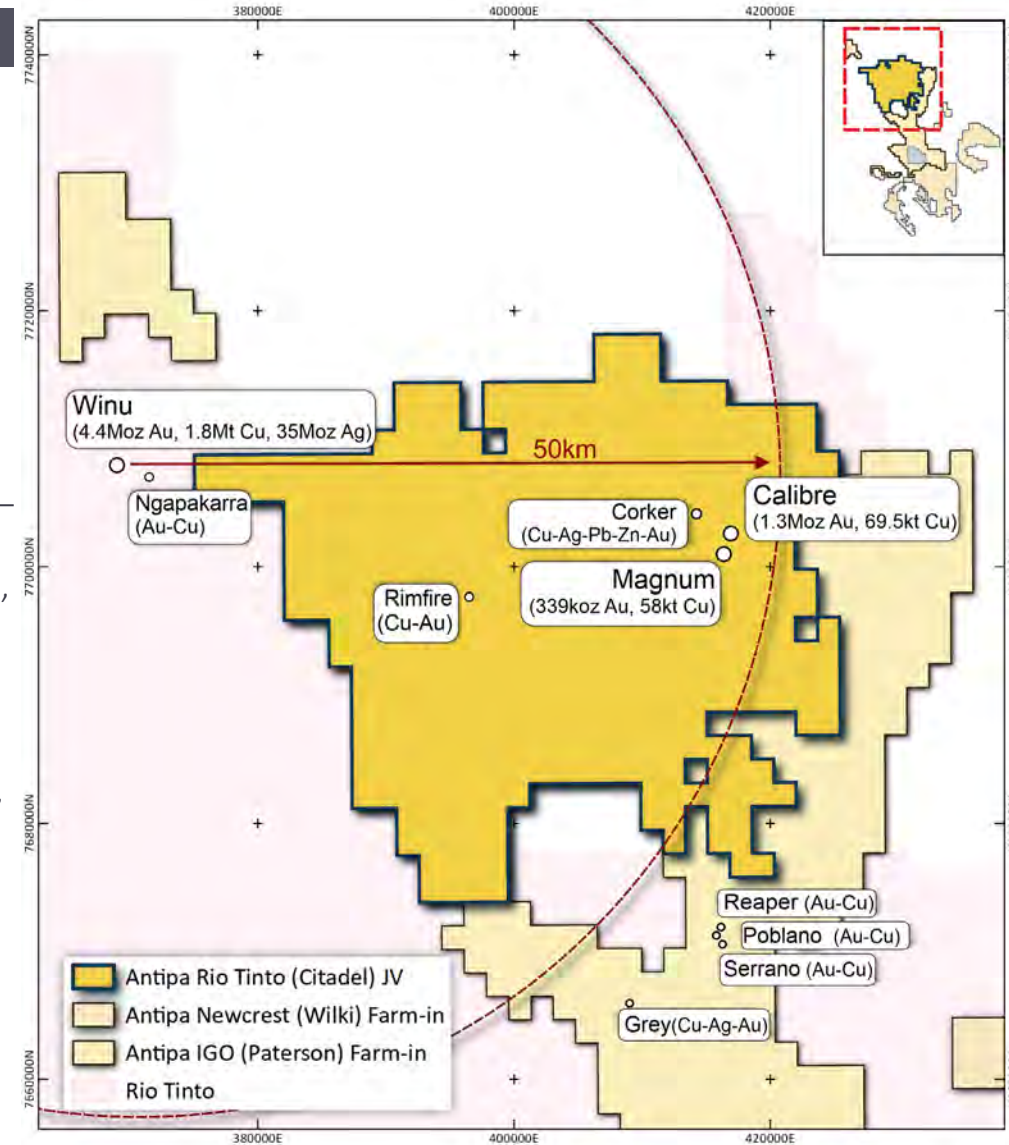 380000E
400000E
420000E
7740000N
7720000N
Winu
(4.4Moz Au, 1.8Mt Cu, 35Moz Ag)
50km
Ngapakarra
(Au-Cu)
Calibre
(1.3Moz Au, 69.5kt Cu)
Corker
(Cu-Ag-Pb-Zn-Au)
7700000N
Magnum
(339koz Au, 58kt Cu)
Rimfire
(Cu-Au)
7680000N
Reaper (Au-Cu)
Poblano (Au-Cu)
Serrano (Au-Cu)
Grey(Cu-Ag-Au)
Antipa Rio Tinto (Citadel) JV
Antipa Newcrest (Wilki) Farm-in
Antipa IGO (Paterson) Farm-in
Rio Tinto
7660000N
380000E
400000E
420000E